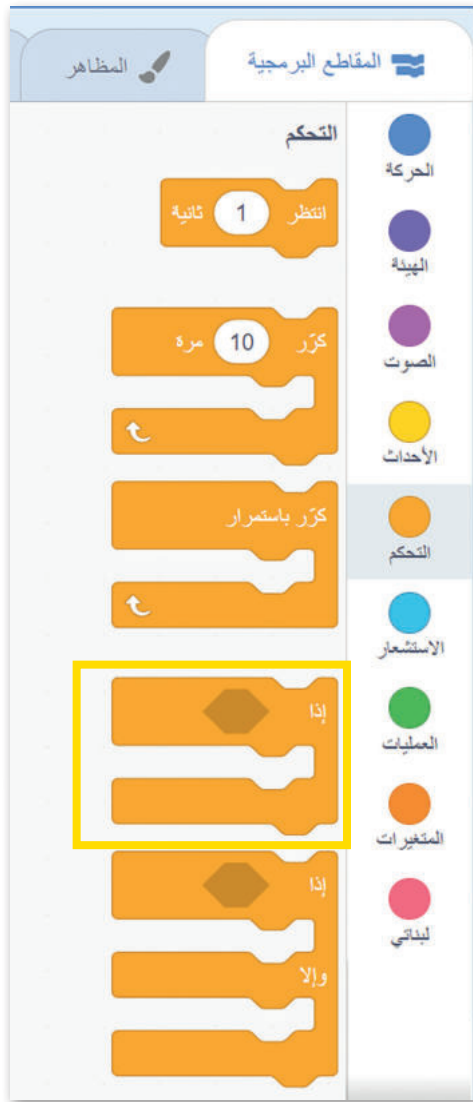 المقاطع البرمجية
المظاهر
الحركة
الهيئة
الصوت
الأحداث
التحكم
الاستشعار
العمليات
المتغيرات
لبناتي
التحكم
انتظر 1 ثانية
كرّر 10 مرة
كرّر باستمرار
إذا
إذا
وإلا